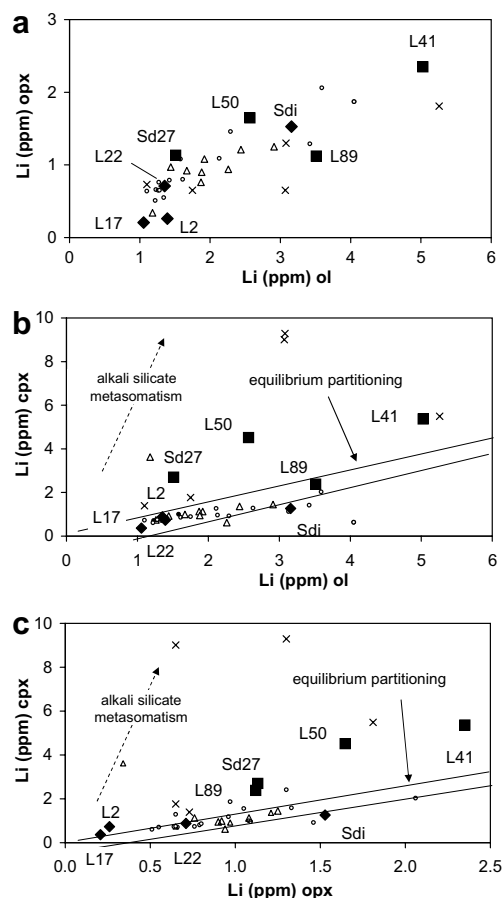 a
3
2
1
0
Li (ppm) opx
L41
L50
Sdi
Sd27
L22
L89
L17
L2
0 1 2 3 4 5 6
Li (ppm) ol
b
10
8
6
4
2
0
Li (ppm) cpx
alkali silicate
metasomatism
equilibrium partitioning
L50
L41
Sd27
L89
L2
L17
L22
Sdi
0 1 2 3 4 5 6
Li (ppm) ol
c
10
8
6
4
2
0
Li (ppm) cpx
alkali silicate
metasomatism
equilibrium partitioning
L50
L41
Sd27
L89
L2
L17
L22
Sdi
0.0 0.5 1.0 1.5 2.0 2.5
Li (ppm) opx